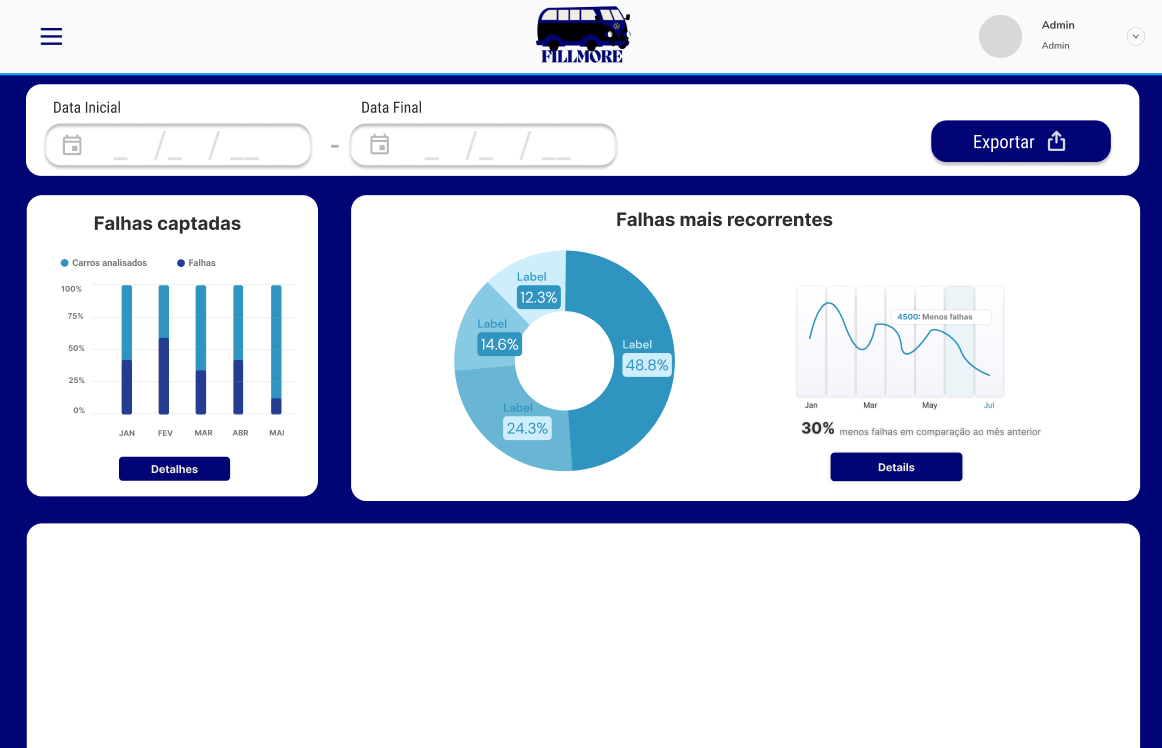 FILLMORE
Admin
Admin
Data Inicial
Data Final
_ /_ /__
-
_ /_ /__
Exportar
Falhas captadas
Carros analisados
Falhas
100%
75%
50%
25%
0%
JAN FEV MAR ABR MAI
Detalhes
Falhas mais recorrentes
Label
12.3%
Label
14.6%
Label
48.8%
Label
24.3%
4500: Menos falhas
Jan Mar May Jul
30% menos falhas em comparação ao mês anterior
Details